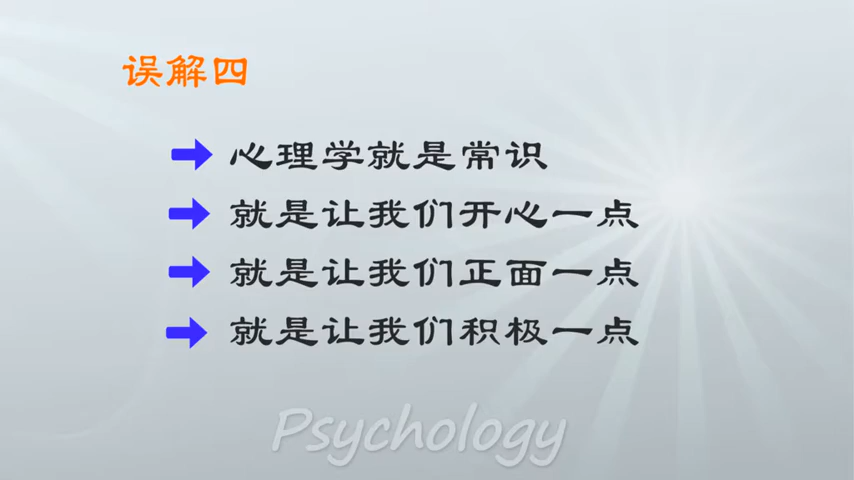 误解四
心理学就是常识
就是让我们开心一点
就是让我们正面一点
就是让我们积极一点
Psychology